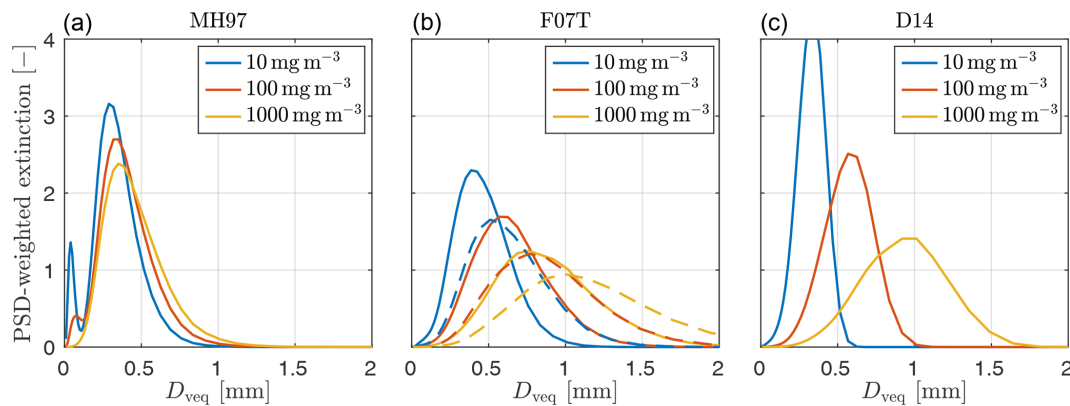 (a) MH97
PSD-weighted extinction [−]
4
3
2
1
0
10 mg m⁻³
100 mg m⁻³
1000 mg m⁻³
0 0.5 1 1.5 2
D_veq [mm]
(b) F07T
10 mg m⁻³
100 mg m⁻³
1000 mg m⁻³
0 0.5 1 1.5 2
D_veq [mm]
(c) D14
10 mg m⁻³
100 mg m⁻³
1000 mg m⁻³
0 0.5 1 1.5 2
D_veq [mm]